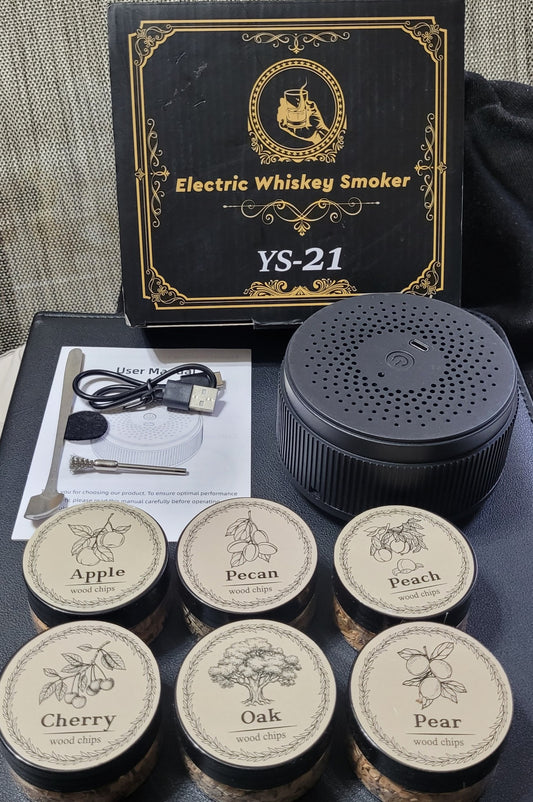 Electric Whiskey Smoker
YS-21
User Manual
you for choosing our product. To ensure optimal performance
please read this manual carefully before operating
Apple
wood chips
Pecan
wood chips
Peach
wood chips
Cherry
wood chips
Oak
wood chips
Pear
wood chips